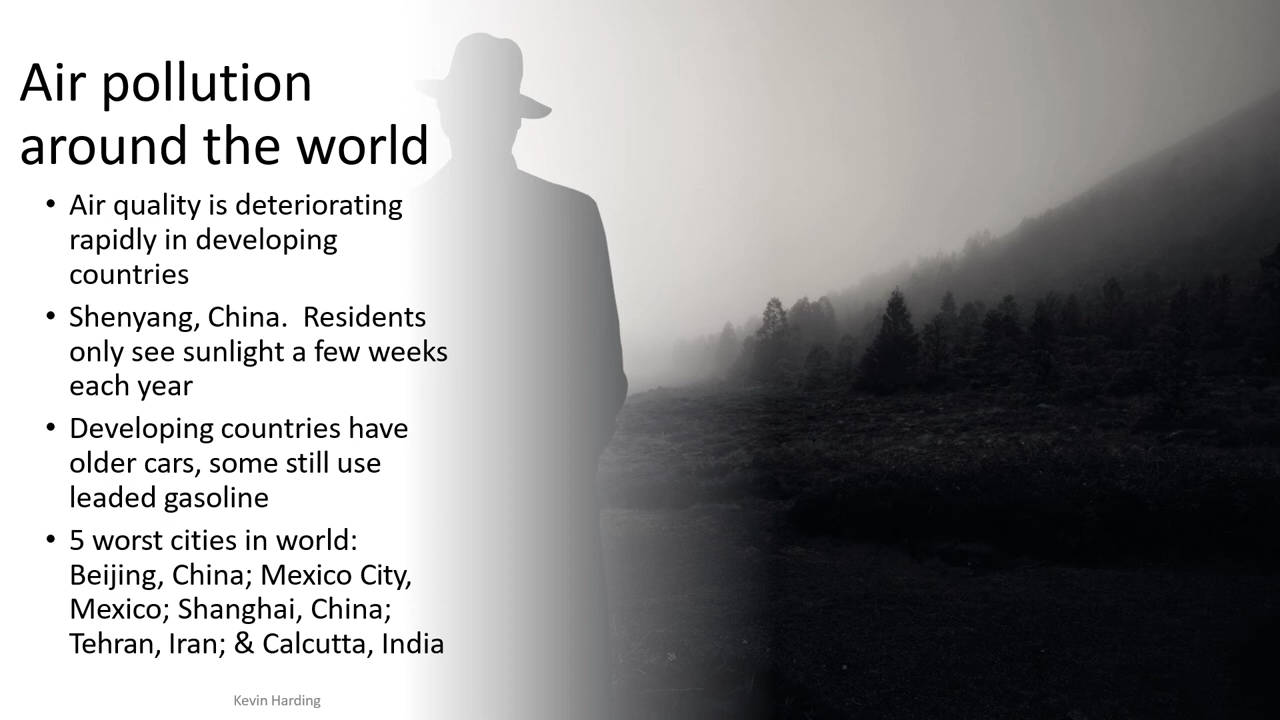 Air pollution
around the world
• Air quality is deteriorating
rapidly in developing
countries
• Shenyang, China.  Residents
only see sunlight a few weeks
each year
• Developing countries have
older cars, some still use
leaded gasoline
• 5 worst cities in world:
Beijing, China; Mexico City,
Mexico; Shanghai, China;
Tehran, Iran; & Calcutta, India
Kevin Harding